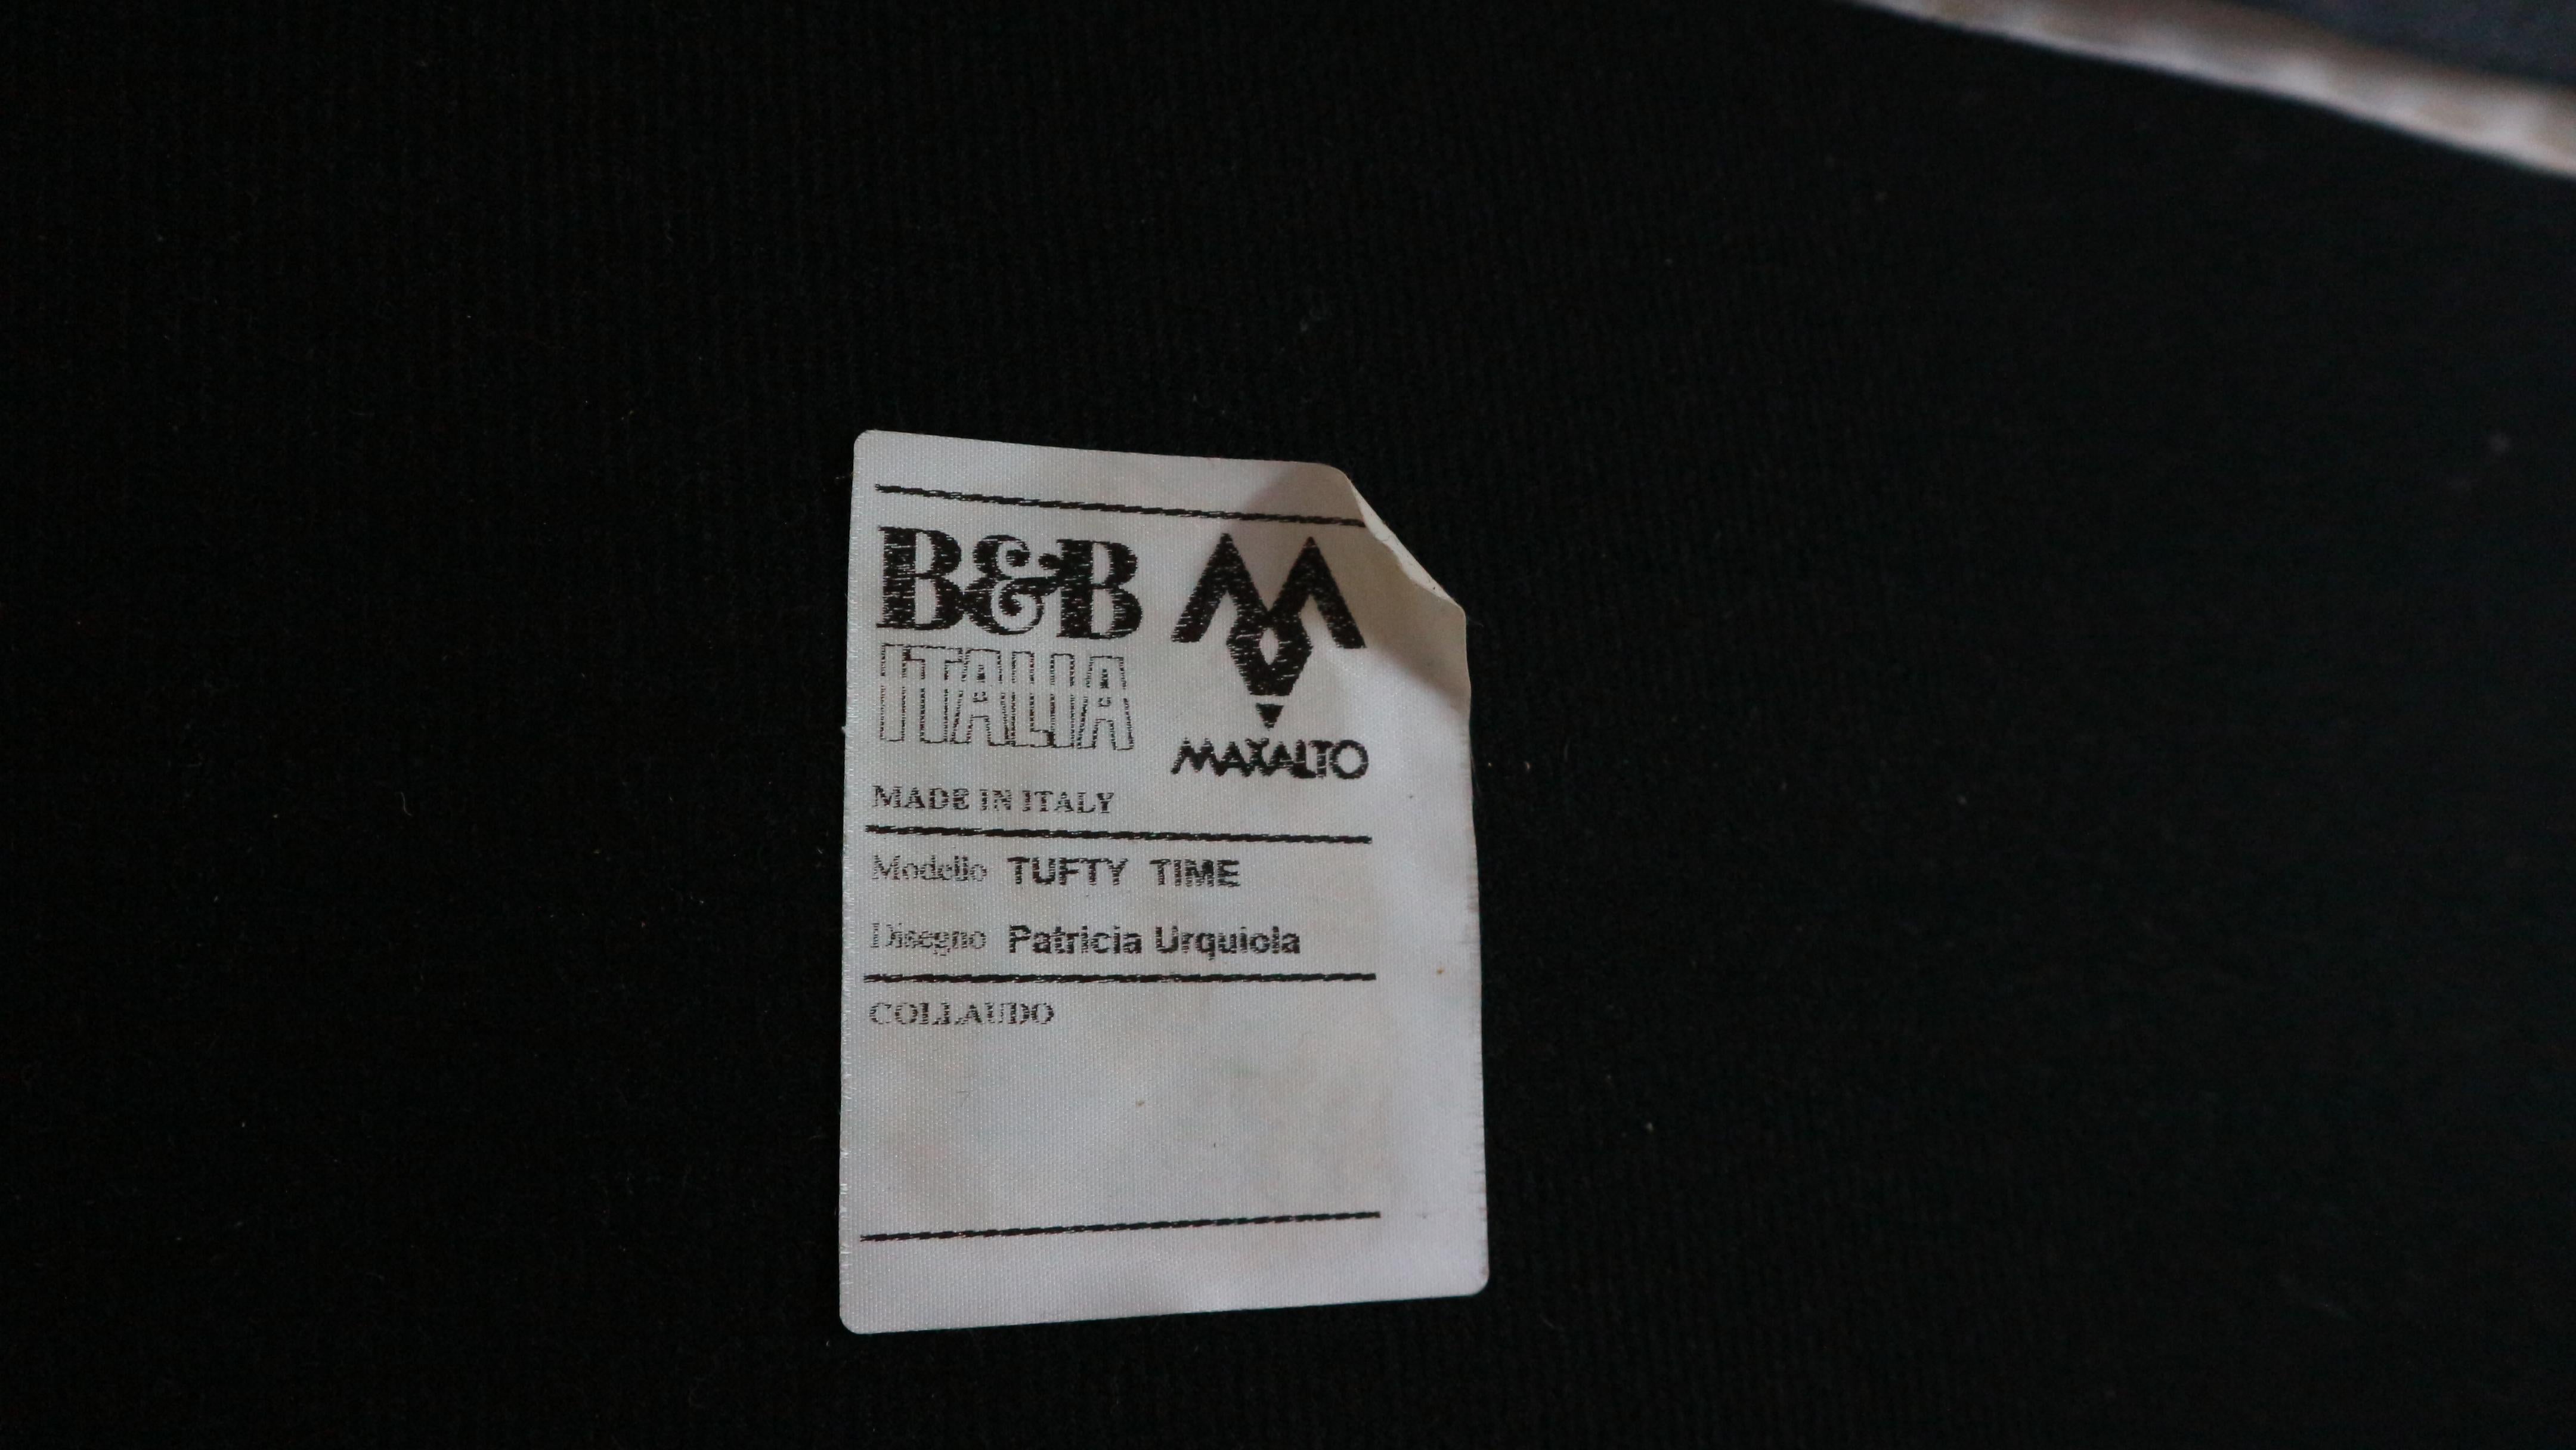 B&B
ITALIA
MAXALTO
MADE IN ITALY
Modello TUFTY TIME
Disegno Patricia Urquiola
COLLAUDO